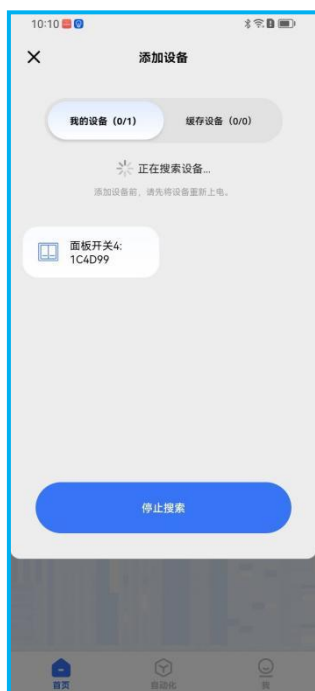 10:10
添加设备
我的设备（0/1）
缓存设备（0/0）
正在搜索设备...
添加设备前，请先将设备重新上电。
面板开关4:
1C4D99
停止搜索
首页
自动化
我